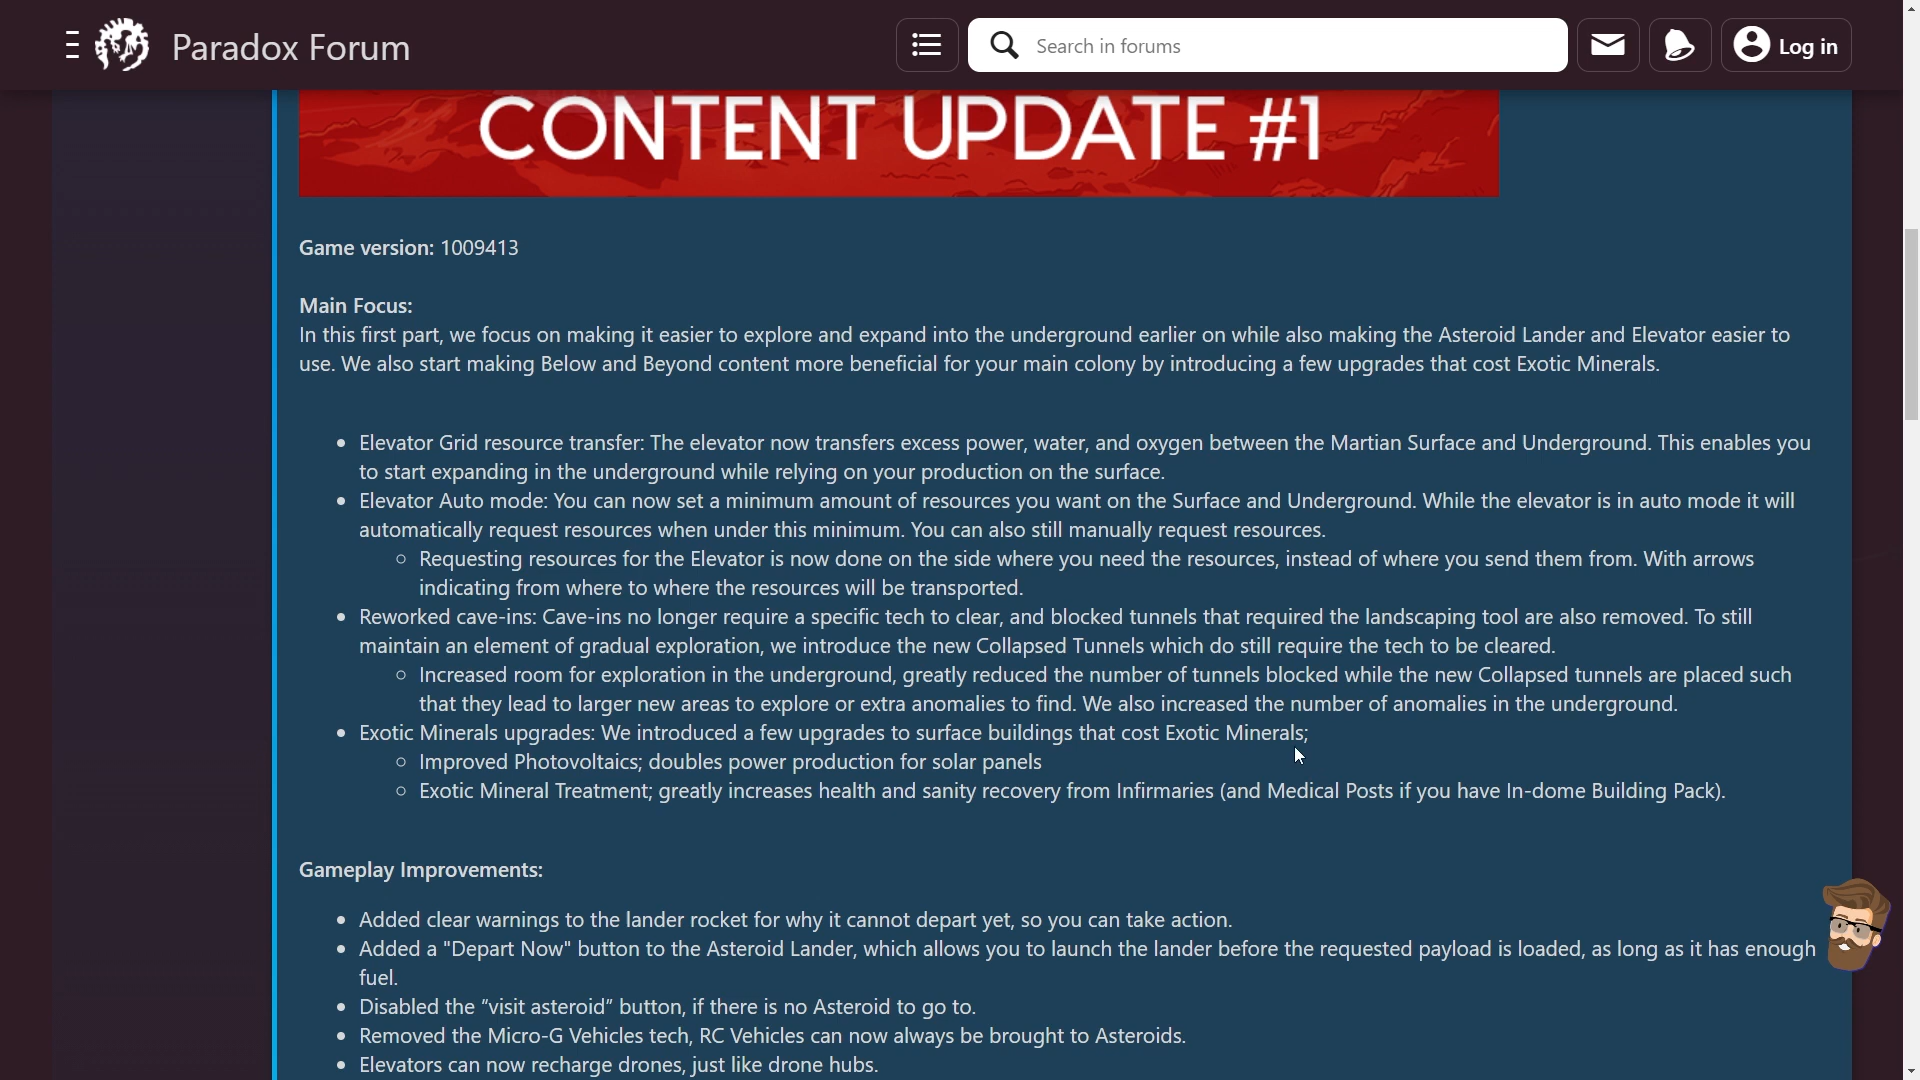 Paradox Forum
Search in forums
Log in
CONTENT UPDATE #1
Game version: 1009413
Main Focus:
In this first part, we focus on making it easier to explore and expand into the underground earlier on while also making the Asteroid Lander and Elevator easier to
use. We also start making Below and Beyond content more beneficial for your main colony by introducing a few upgrades that cost Exotic Minerals.
• Elevator Grid resource transfer: The elevator now transfers excess power, water, and oxygen between the Martian Surface and Underground. This enables you
to start expanding in the underground while relying on your production on the surface.
• Elevator Auto mode: You can now set a minimum amount of resources you want on the Surface and Underground. While the elevator is in auto mode it will
automatically request resources when under this minimum. You can also still manually request resources.
○ Requesting resources for the Elevator is now done on the side where you need the resources, instead of where you send them from. With arrows
indicating from where to where the resources will be transported.
• Reworked cave-ins: Cave-ins no longer require a specific tech to clear, and blocked tunnels that required the landscaping tool are also removed. To still
maintain an element of gradual exploration, we introduce the new Collapsed Tunnels which do still require the tech to be cleared.
○ Increased room for exploration in the underground, greatly reduced the number of tunnels blocked while the new Collapsed tunnels are placed such
that they lead to larger new areas to explore or extra anomalies to find. We also increased the number of anomalies in the underground.
• Exotic Minerals upgrades: We introduced a few upgrades to surface buildings that cost Exotic Minerals;
○ Improved Photovoltaics; doubles power production for solar panels
○ Exotic Mineral Treatment; greatly increases health and sanity recovery from Infirmaries (and Medical Posts if you have In-dome Building Pack).
Gameplay Improvements:
• Added clear warnings to the lander rocket for why it cannot depart yet, so you can take action.
• Added a "Depart Now" button to the Asteroid Lander, which allows you to launch the lander before the requested payload is loaded, as long as it has enough
fuel.
• Disabled the “visit asteroid” button, if there is no Asteroid to go to.
• Removed the Micro-G Vehicles tech, RC Vehicles can now always be brought to Asteroids.
• Elevators can now recharge drones, just like drone hubs.